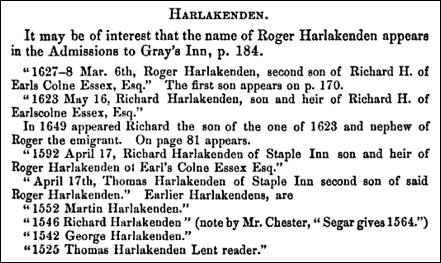 HARLAKENDEN.
It may be of interest that the name of Roger Harlakenden appears
in the Admissions to Gray's Inn, p. 184.
"1627-8 Mar. 6th, Roger Harlakenden, second son of Richard H. of
Earls Colne Essex, Esq." The first son appears on p. 170.
"1623 May 16, Richard Harlakenden, son and heir of Harlakenden of
Earlscolne Essex, Esq."
In 1649 appeared Richard the son of the one of 1623 and nephew of
Roger the emigrant. On page 81 appears.
"1592 April 17, Richard Harlakenden of Staple Inn son and heir of
Roger Harlakenden of Earl's Colne Essex Esq."
"April 17th, Thomas Harlakenden of Staple Inn second son of said
Roger Harlakenden." Earlier Harlakendens, are
"1552 Martin Harlakenden."
"1546 Richard Harlakenden" (note by Mr. Chester, "Segar gives 1564.")
"1542 George Harlakenden."
"1525 Thomas Harlakenden Lent reader."